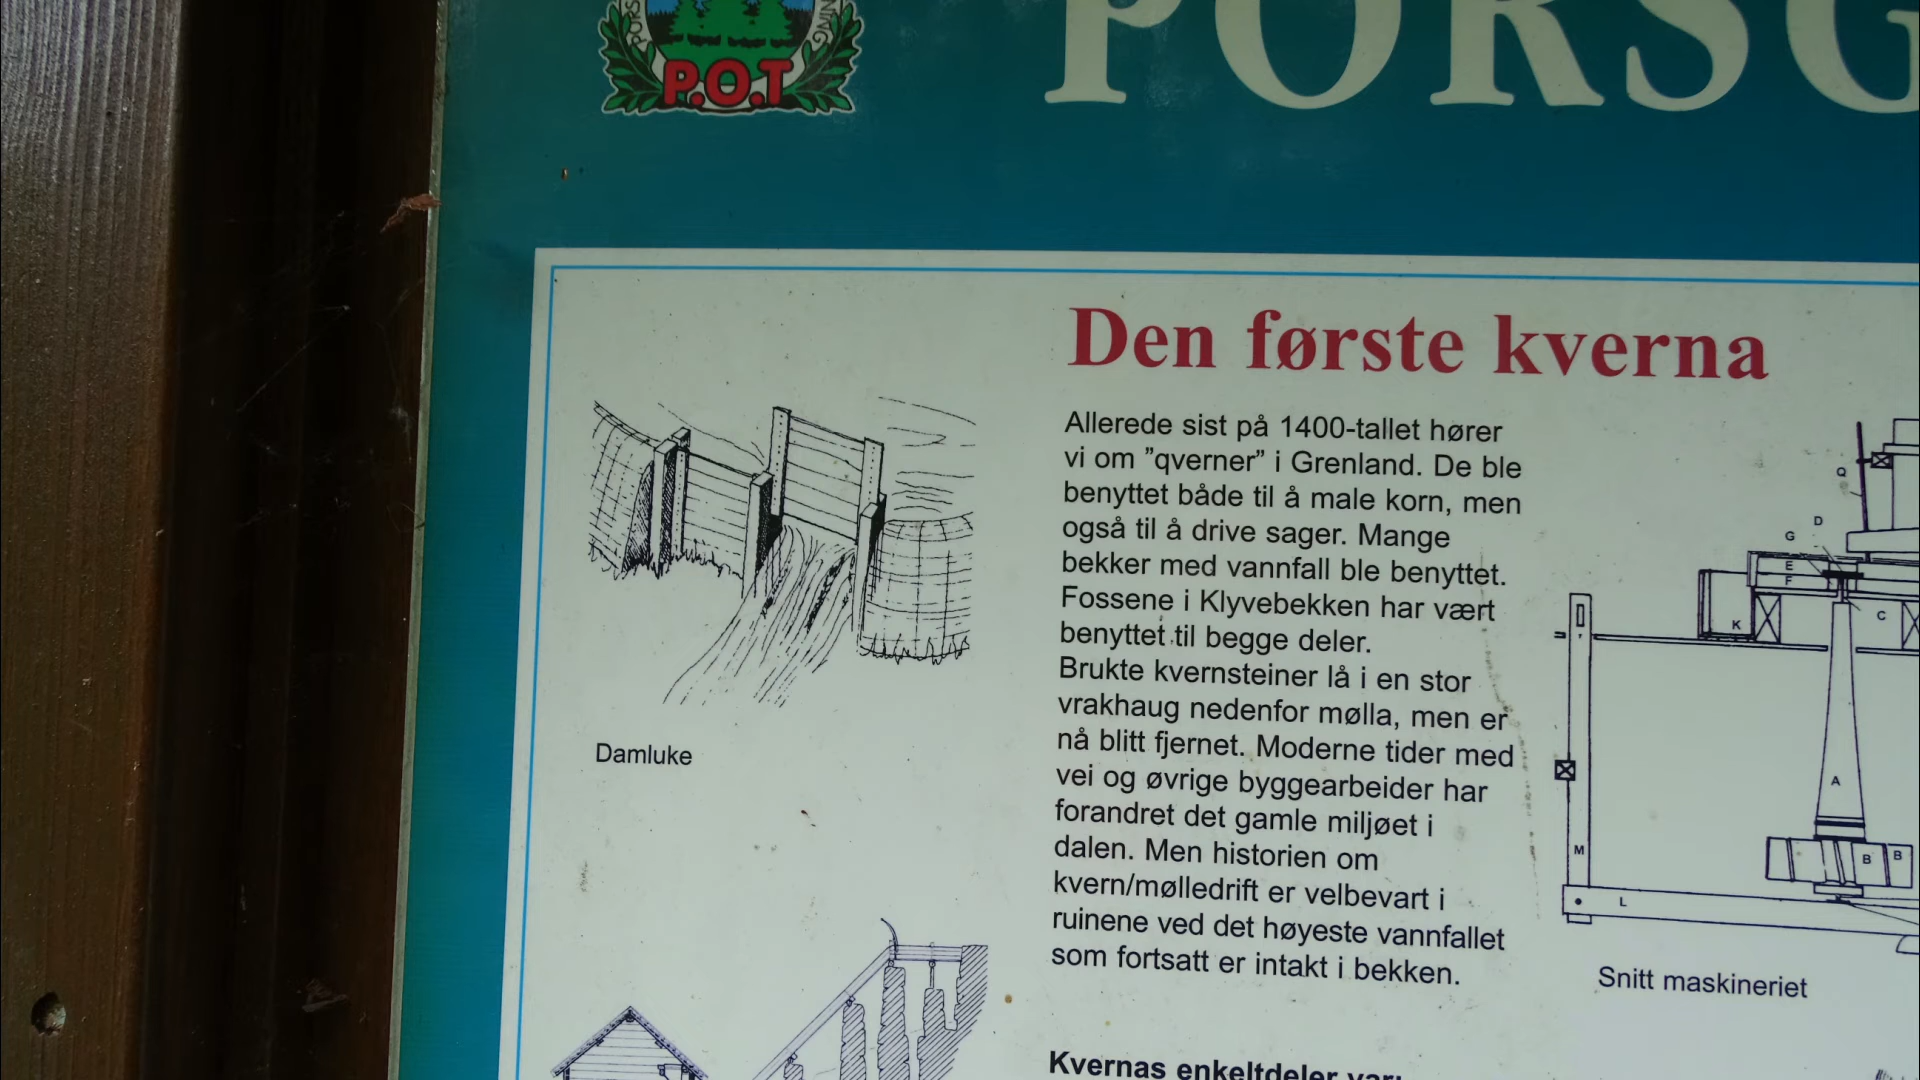 P.O.T
PORSG
Den første kverna
Allerede sist på 1400-tallet hører
vi om ”qverner” i Grenland. De ble
benyttet både til å male korn, men
også til å drive sager. Mange
bekker med vannfall ble benyttet.
Fossene i Klyvebekken har vært
benyttet til begge deler.
Brukte kvernsteiner lå i en stor
vrakhaug nedenfor mølla, men er
nå blitt fjernet. Moderne tider med
vei og øvrige byggearbeider har
forandret det gamle miljøet i
dalen. Men historien om
kvern/mølledrift er velbevart i
ruinene ved det høyeste vannfallet
som fortsatt er intakt i bekken.
Damluke
Q
D
G
E
F
K
C
A
M
B
B
L
Snitt maskineriet
Kvernas enkeltdeler var: